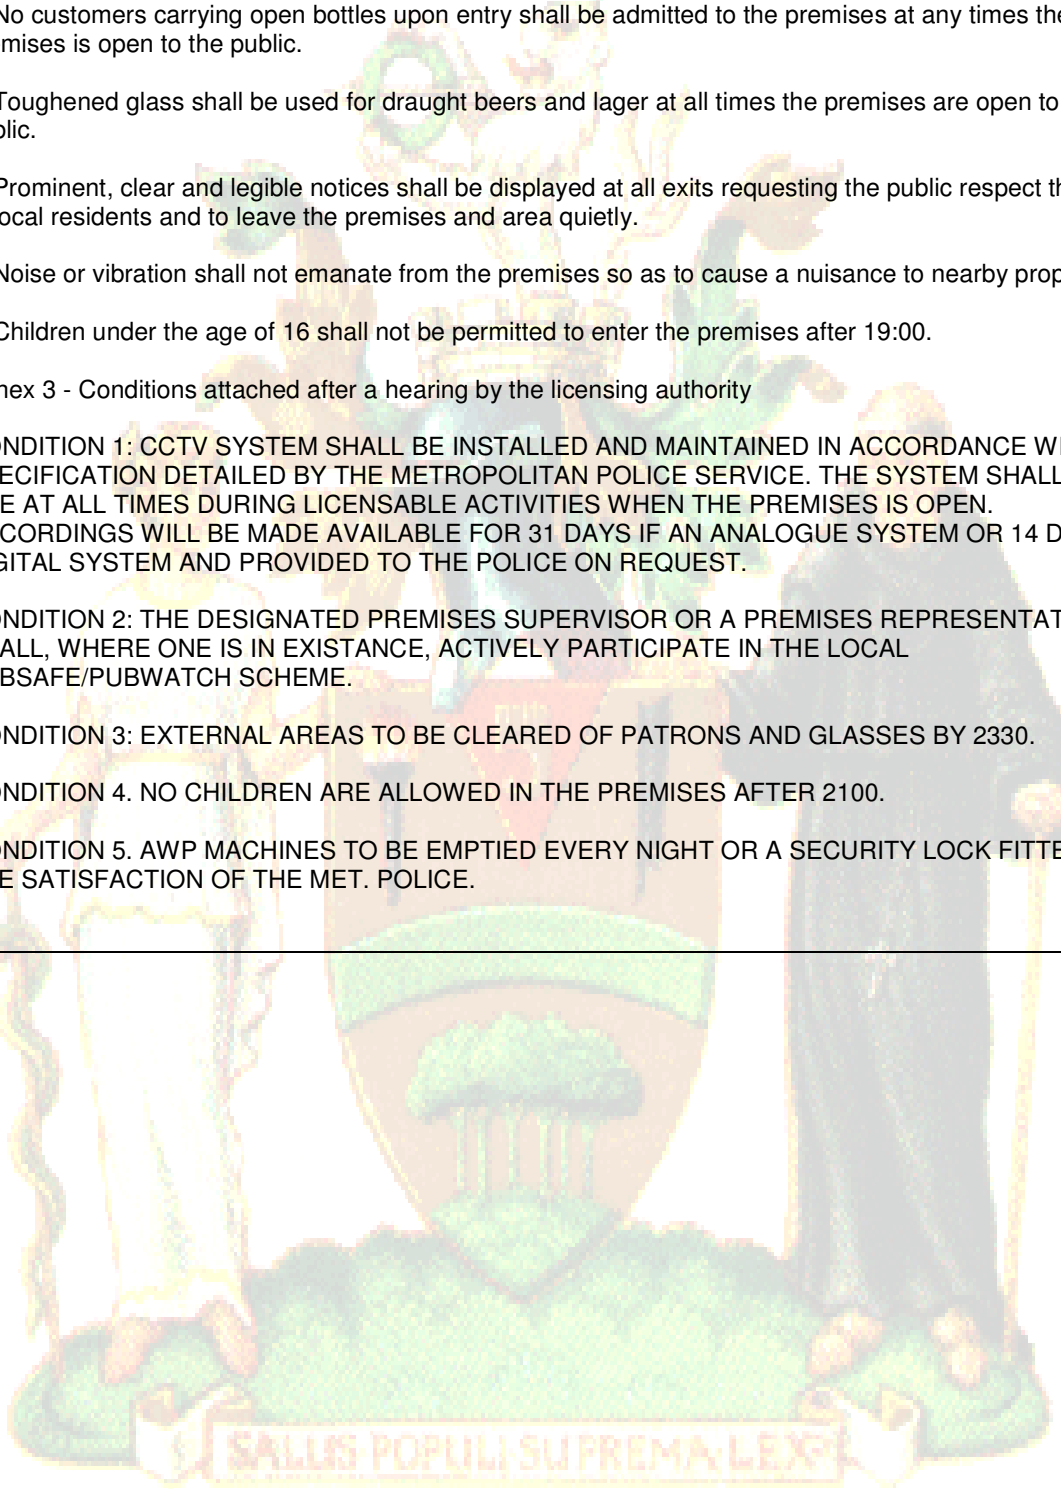 No customers carrying open bottles upon entry shall be admitted to the premises at any times the
mises is open to the public.
Toughened glass shall be used for draught beers and lager at all times the premises are open to
lic.
Prominent, clear and legible notices shall be displayed at all exits requesting the public respect th
ocal residents and to leave the premises and area quietly.
Noise or vibration shall not emanate from the premises so as to cause a nuisance to nearby prop
Children under the age of 16 shall not be permitted to enter the premises after 19:00.
nex 3 - Conditions attached after a hearing by the licensing authority
NDITION 1: CCTV SYSTEM SHALL BE INSTALLED AND MAINTAINED IN ACCORDANCE WI
ECIFICATION DETAILED BY THE METROPOLITAN POLICE SERVICE. THE SYSTEM SHALL
E AT ALL TIMES DURING LICENSABLE ACTIVITIES WHEN THE PREMISES IS OPEN.
CORDINGS WILL BE MADE AVAILABLE FOR 31 DAYS IF AN ANALOGUE SYSTEM OR 14 D
GITAL SYSTEM AND PROVIDED TO THE POLICE ON REQUEST.
NDITION 2: THE DESIGNATED PREMISES SUPERVISOR OR A PREMISES REPRESENTAT
ALL, WHERE ONE IS IN EXISTANCE, ACTIVELY PARTICIPATE IN THE LOCAL
BSAFE/PUBWATCH SCHEME.
NDITION 3: EXTERNAL AREAS TO BE CLEARED OF PATRONS AND GLASSES BY 2330.
NDITION 4. NO CHILDREN ARE ALLOWED IN THE PREMISES AFTER 2100.
NDITION 5. AWP MACHINES TO BE EMPTIED EVERY NIGHT OR A SECURITY LOCK FITTE
E SATISFACTION OF THE MET. POLICE.
SALUS POPULI SUPREMA LEX